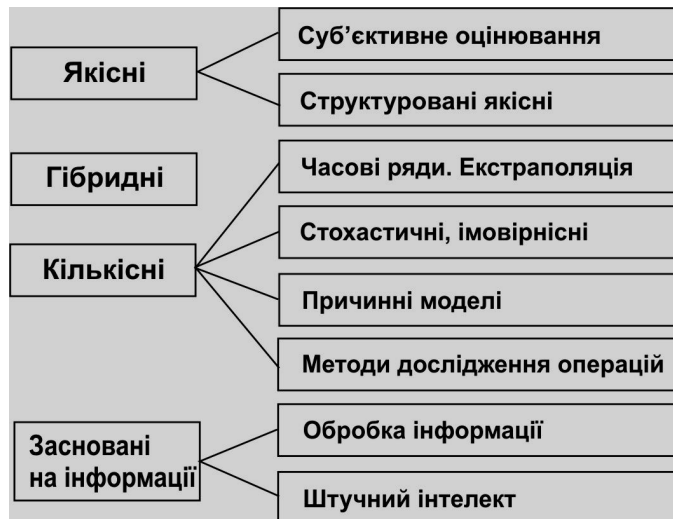 Якісні
Суб’єктивне оцінювання
Структуровані якісні
Гібридні
Кількісні
Часові ряди. Екстраполяція
Стохастичні, імовірнісні
Причинні моделі
Методи дослідження операцій
Засновані
на інформації
Обробка інформації
Штучний інтелект